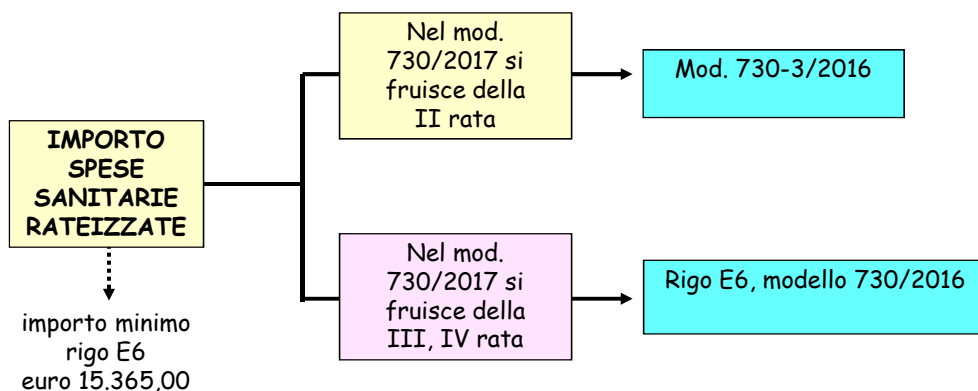 IMPORTO
SPESE
SANITARIE
RATEIZZATE
importo minimo
rigo E6
euro 15.365,00
Nel mod.
730/2017 si
fruisce della
II rata
Mod. 730-3/2016
Nel mod.
730/2017 si
fruisce della
III, IV rata
Rigo E6, modello 730/2016